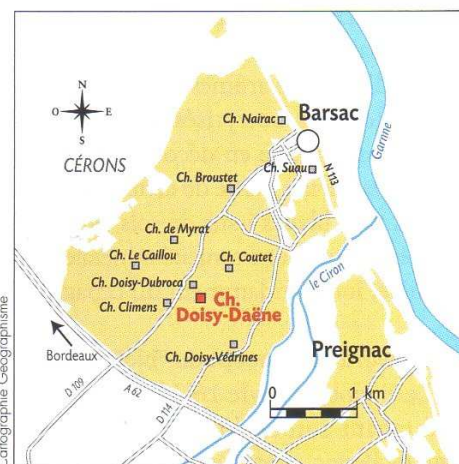 N
O E
S
CÉRONS
Ch. Nairac
Barsac
Garonne
Ch. Suau
N 113
Ch. Broustet
Ch. de Myrat
Ch. Le Caillou
Ch. Coutet
le Ciron
Ch. Doisy-Dubroca
Ch. Climens
Ch.
Doisy-Daëne
Bordeaux
Ch. Doisy-Védrines
Preignac
D 109
A 62
D 114
0 1 km
Cartographie Géographisme